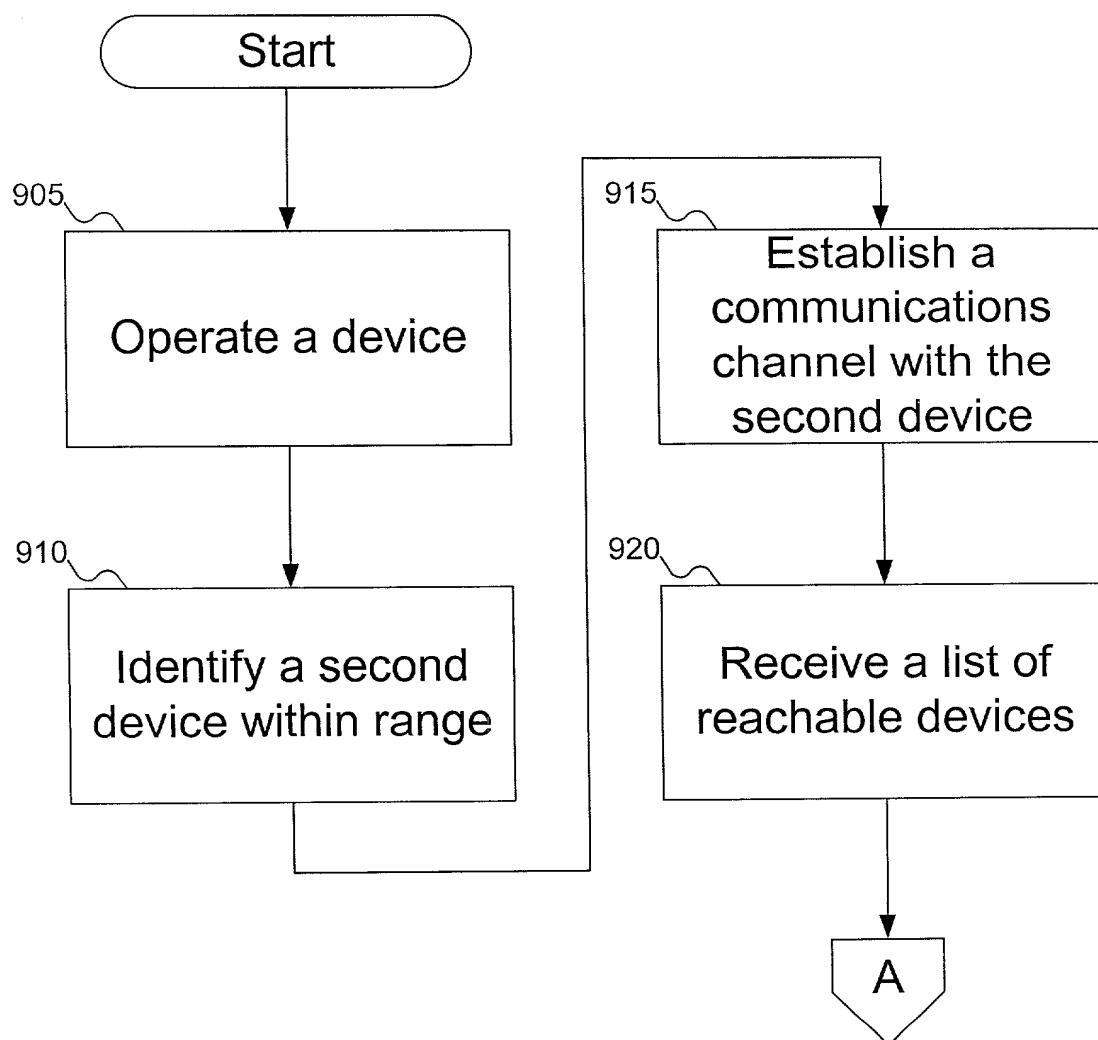 Start
905
Operate a device
910
Identify a second
device within range
915
Establish a
communications
channel with the
second device
920
Receive a list of
reachable devices
A